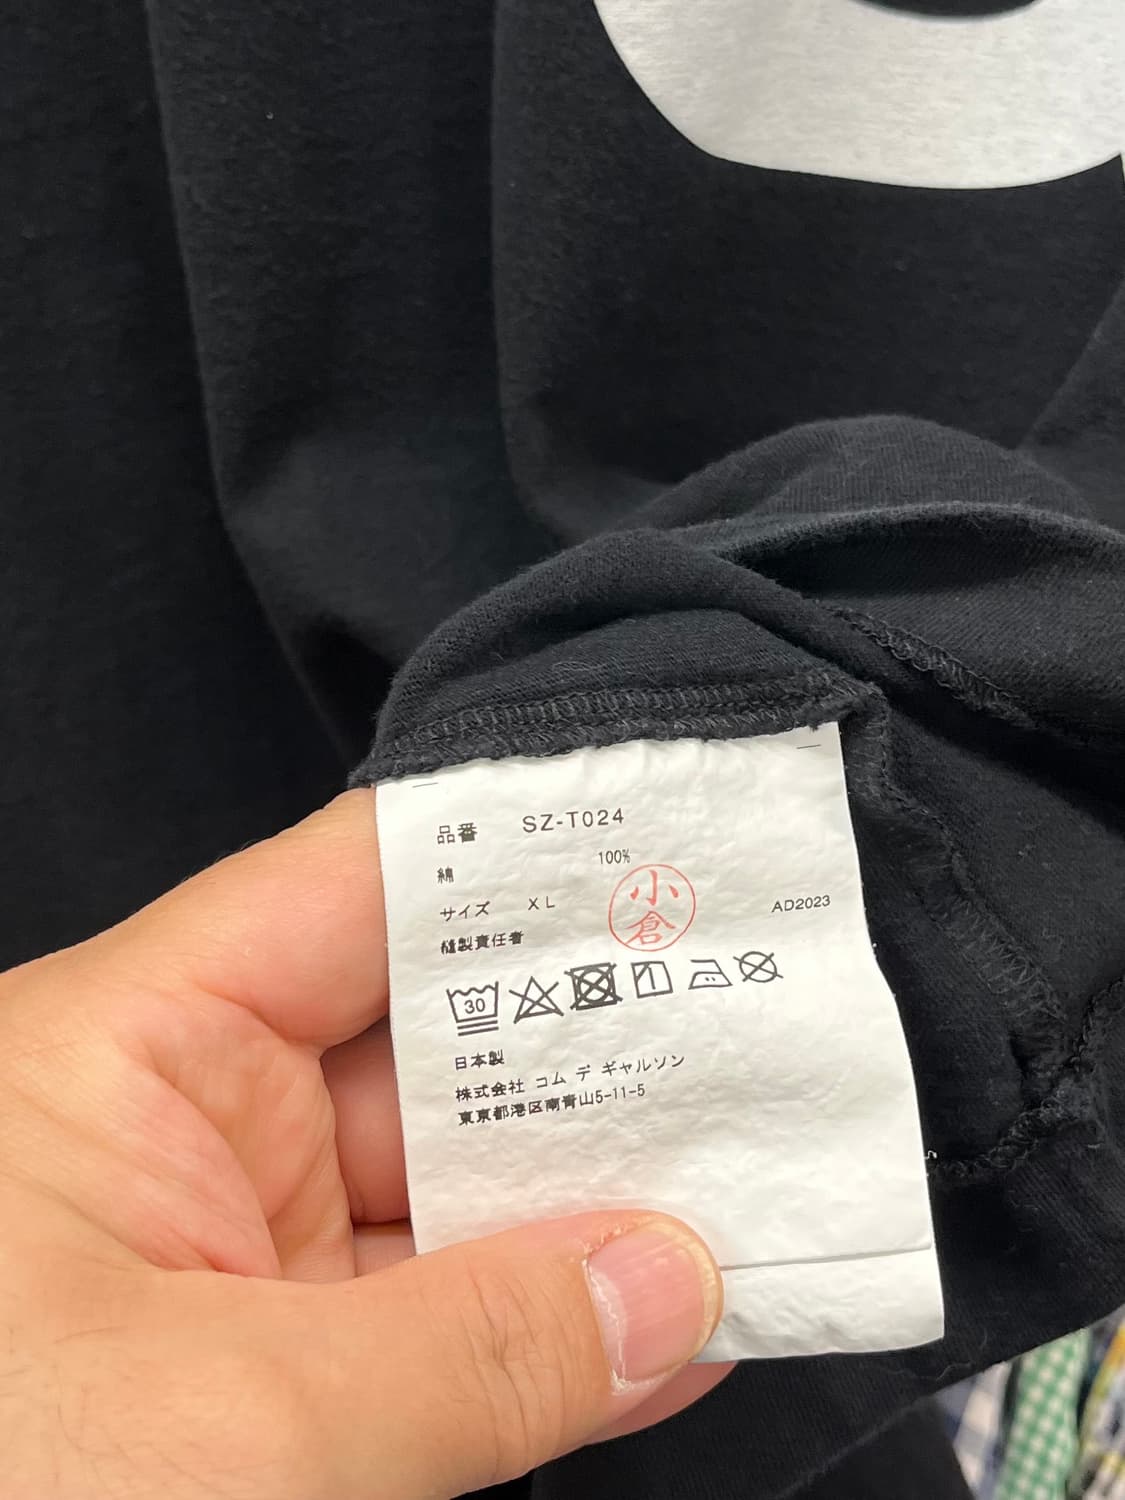 品番 SZ-T024
綿 100%
サイズ XL AD2023
縫製責任者 小倉
30
日本製
株式会社 コム デ ギャルソン
東京都港区南青山5-11-5